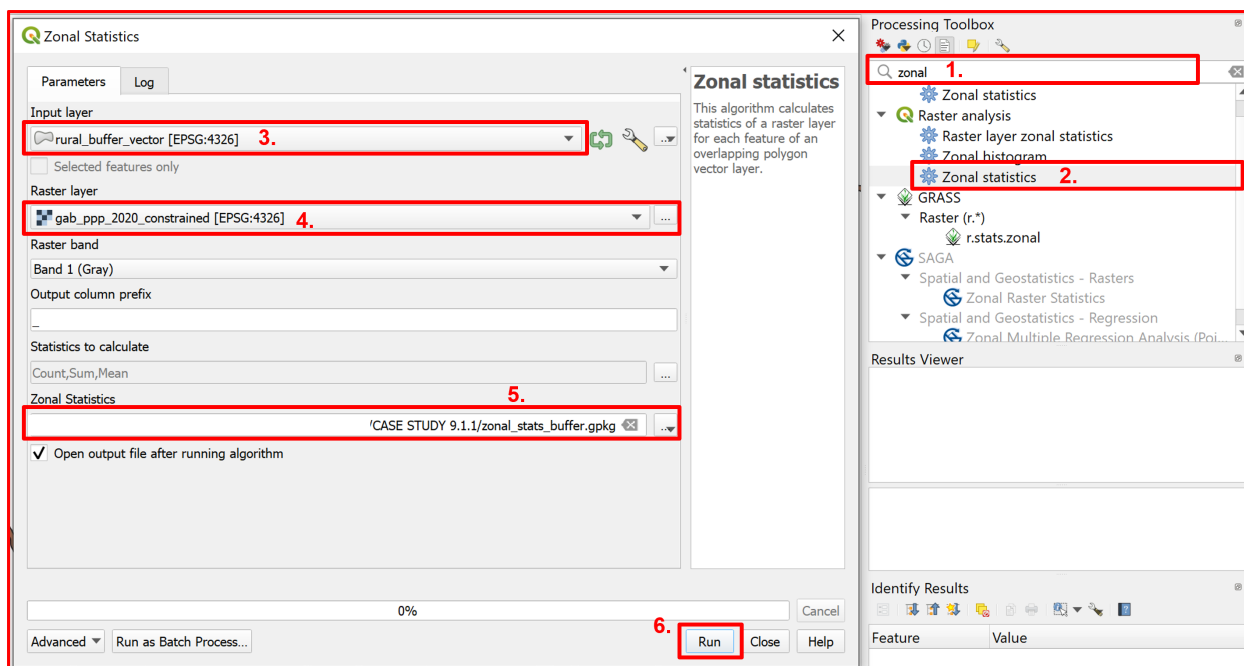 Zonal Statistics
Parameters
Log
Input layer
rural_buffer_vector [EPSG:4326]
3.
Selected features only
Raster layer
gab_ppp_2020_constrained [EPSG:4326]
4.
...
Raster band
Band 1 (Gray)
Output column prefix
_
Statistics to calculate
Count,Sum,Mean
...
Zonal Statistics
5.
/CASE STUDY 9.1.1/zonal_stats_buffer.gpkg
Open output file after running algorithm
Zonal statistics
This algorithm calculates
statistics of a raster layer
for each feature of an
overlapping polygon
vector layer.
0%
Cancel
Advanced
Run as Batch Process...
6.
Run
Close
Help
Processing Toolbox
zonal
1.
Zonal statistics
Raster analysis
Raster layer zonal statistics
Zonal histogram
Zonal statistics
2.
GRASS
Raster (r.*)
r.stats.zonal
SAGA
Spatial and Geostatistics - Rasters
Zonal Raster Statistics
Spatial and Geostatistics - Regression
Zonal Multiple Regression Analysis (Poi...
Results Viewer
Identify Results
Feature
Value